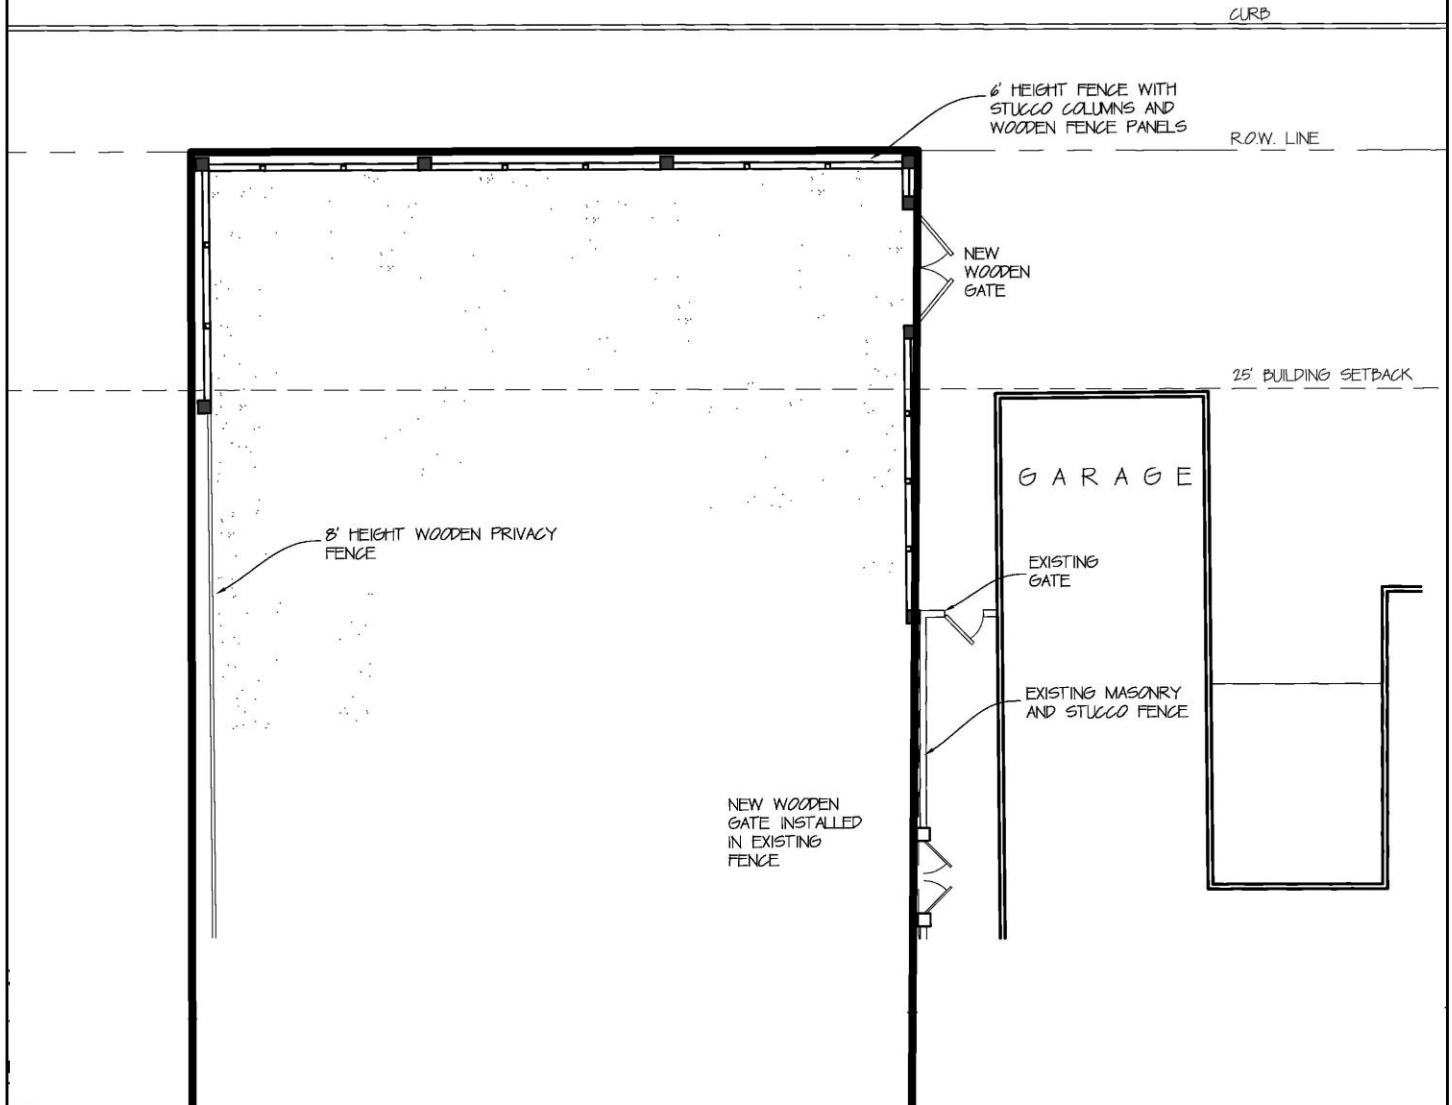 CURB
6' HEIGHT FENCE WITH
STUCCO COLUMNS AND
WOODEN FENCE PANELS
R.O.W. LINE
NEW
WOODEN
GATE
25' BUILDING SETBACK
GARAGE
8' HEIGHT WOODEN PRIVACY
FENCE
EXISTING
GATE
EXISTING MASONRY
AND STUCCO FENCE
NEW WOODEN
GATE INSTALLED
IN EXISTING
FENCE